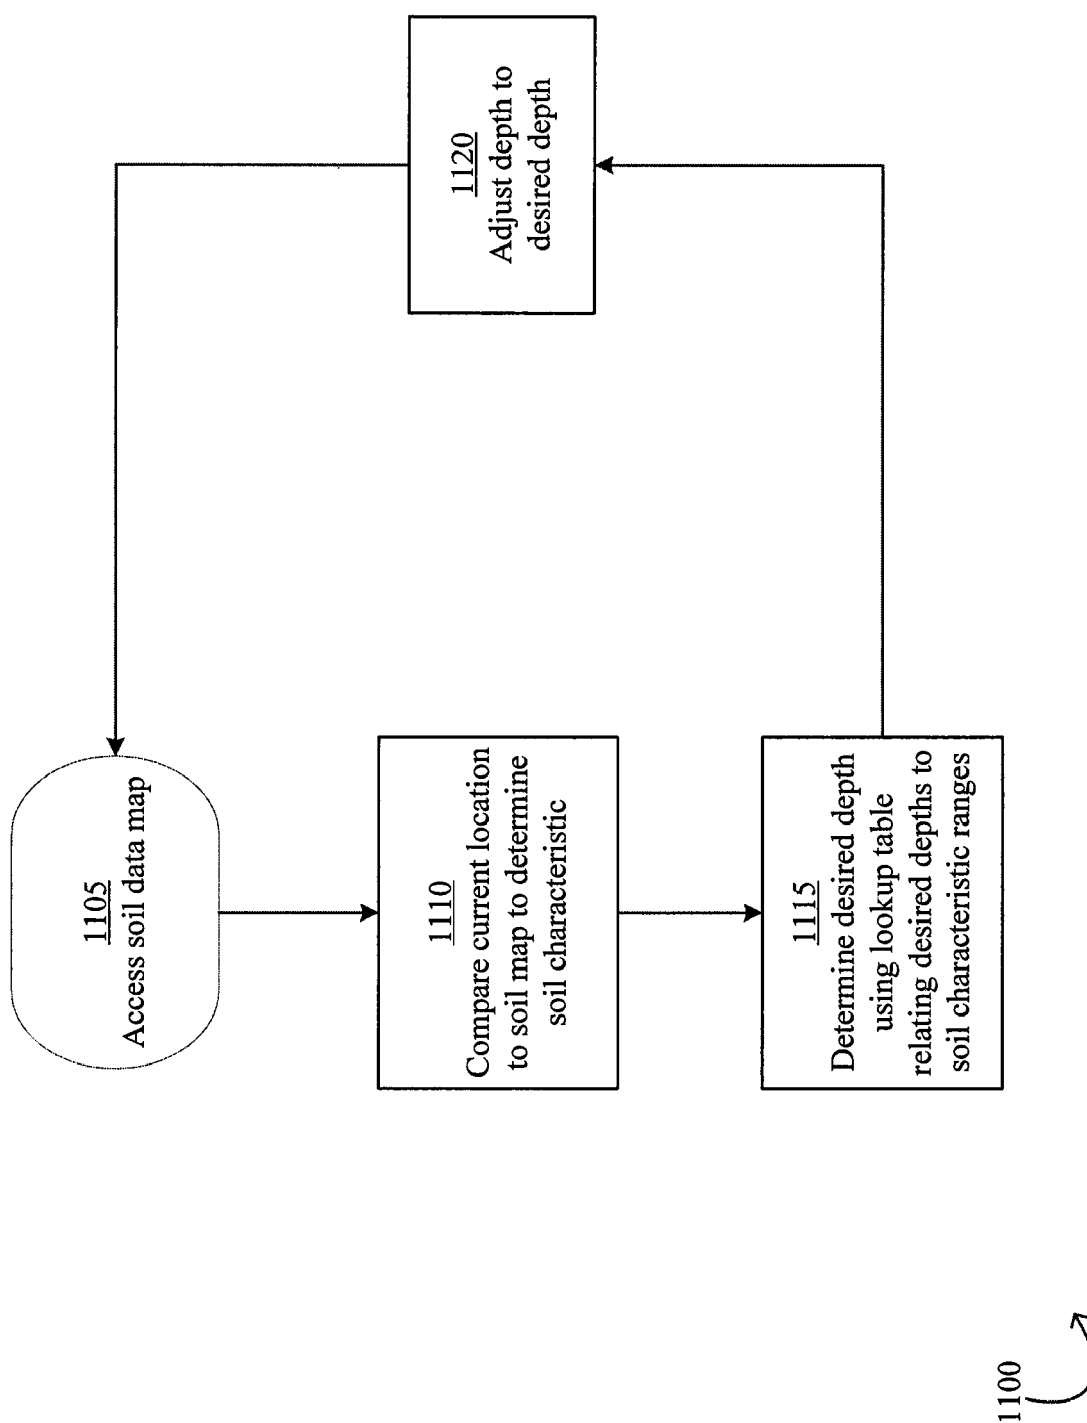 1105
Access soil data map
1110
Compare current location
to soil map to determine
soil characteristic
1115
Determine desired depth
using lookup table
relating desired depths to
soil characteristic ranges
1120
Adjust depth to
desired depth
1100